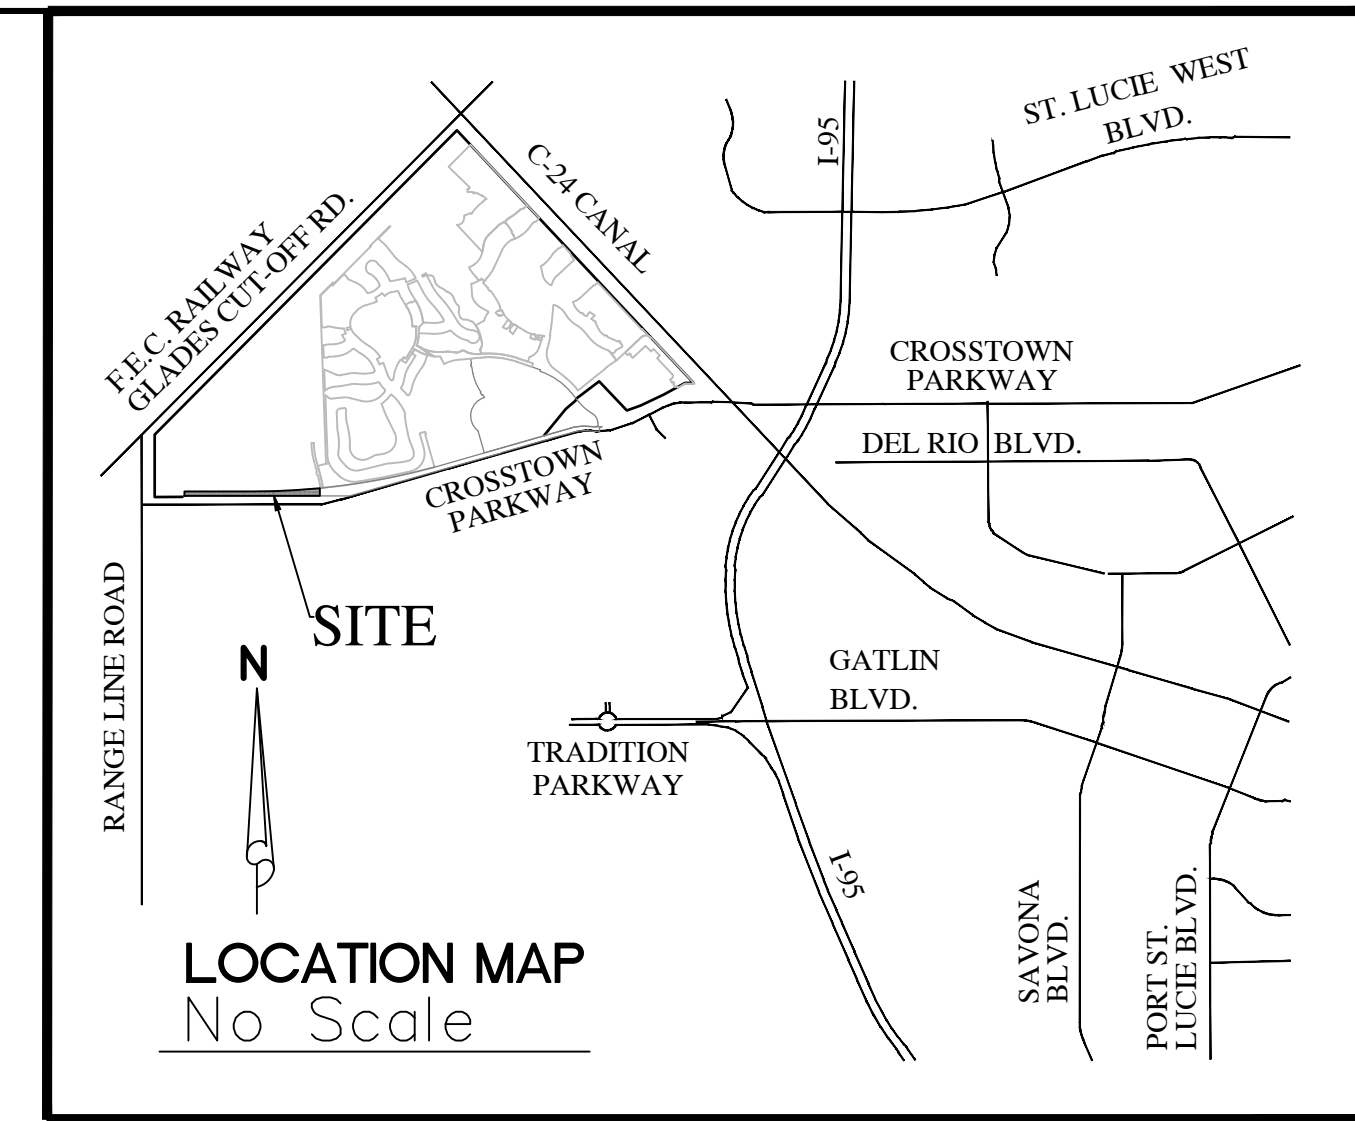 ST. LUCIE WEST
BLVD.
I-95
C-24 CANAL
F.E.C. RAILWAY
GLADES CUT-OFF RD.
CROSSTOWN
PARKWAY
DEL RIO BLVD.
CROSSTOWN
PARKWAY
SITE
RANGE LINE ROAD
N
GATLIN
BLVD.
TRADITION
PARKWAY
I-95
SAVONA
BLVD.
PORT ST.
LUCIE BLVD.
LOCATION MAP
No Scale